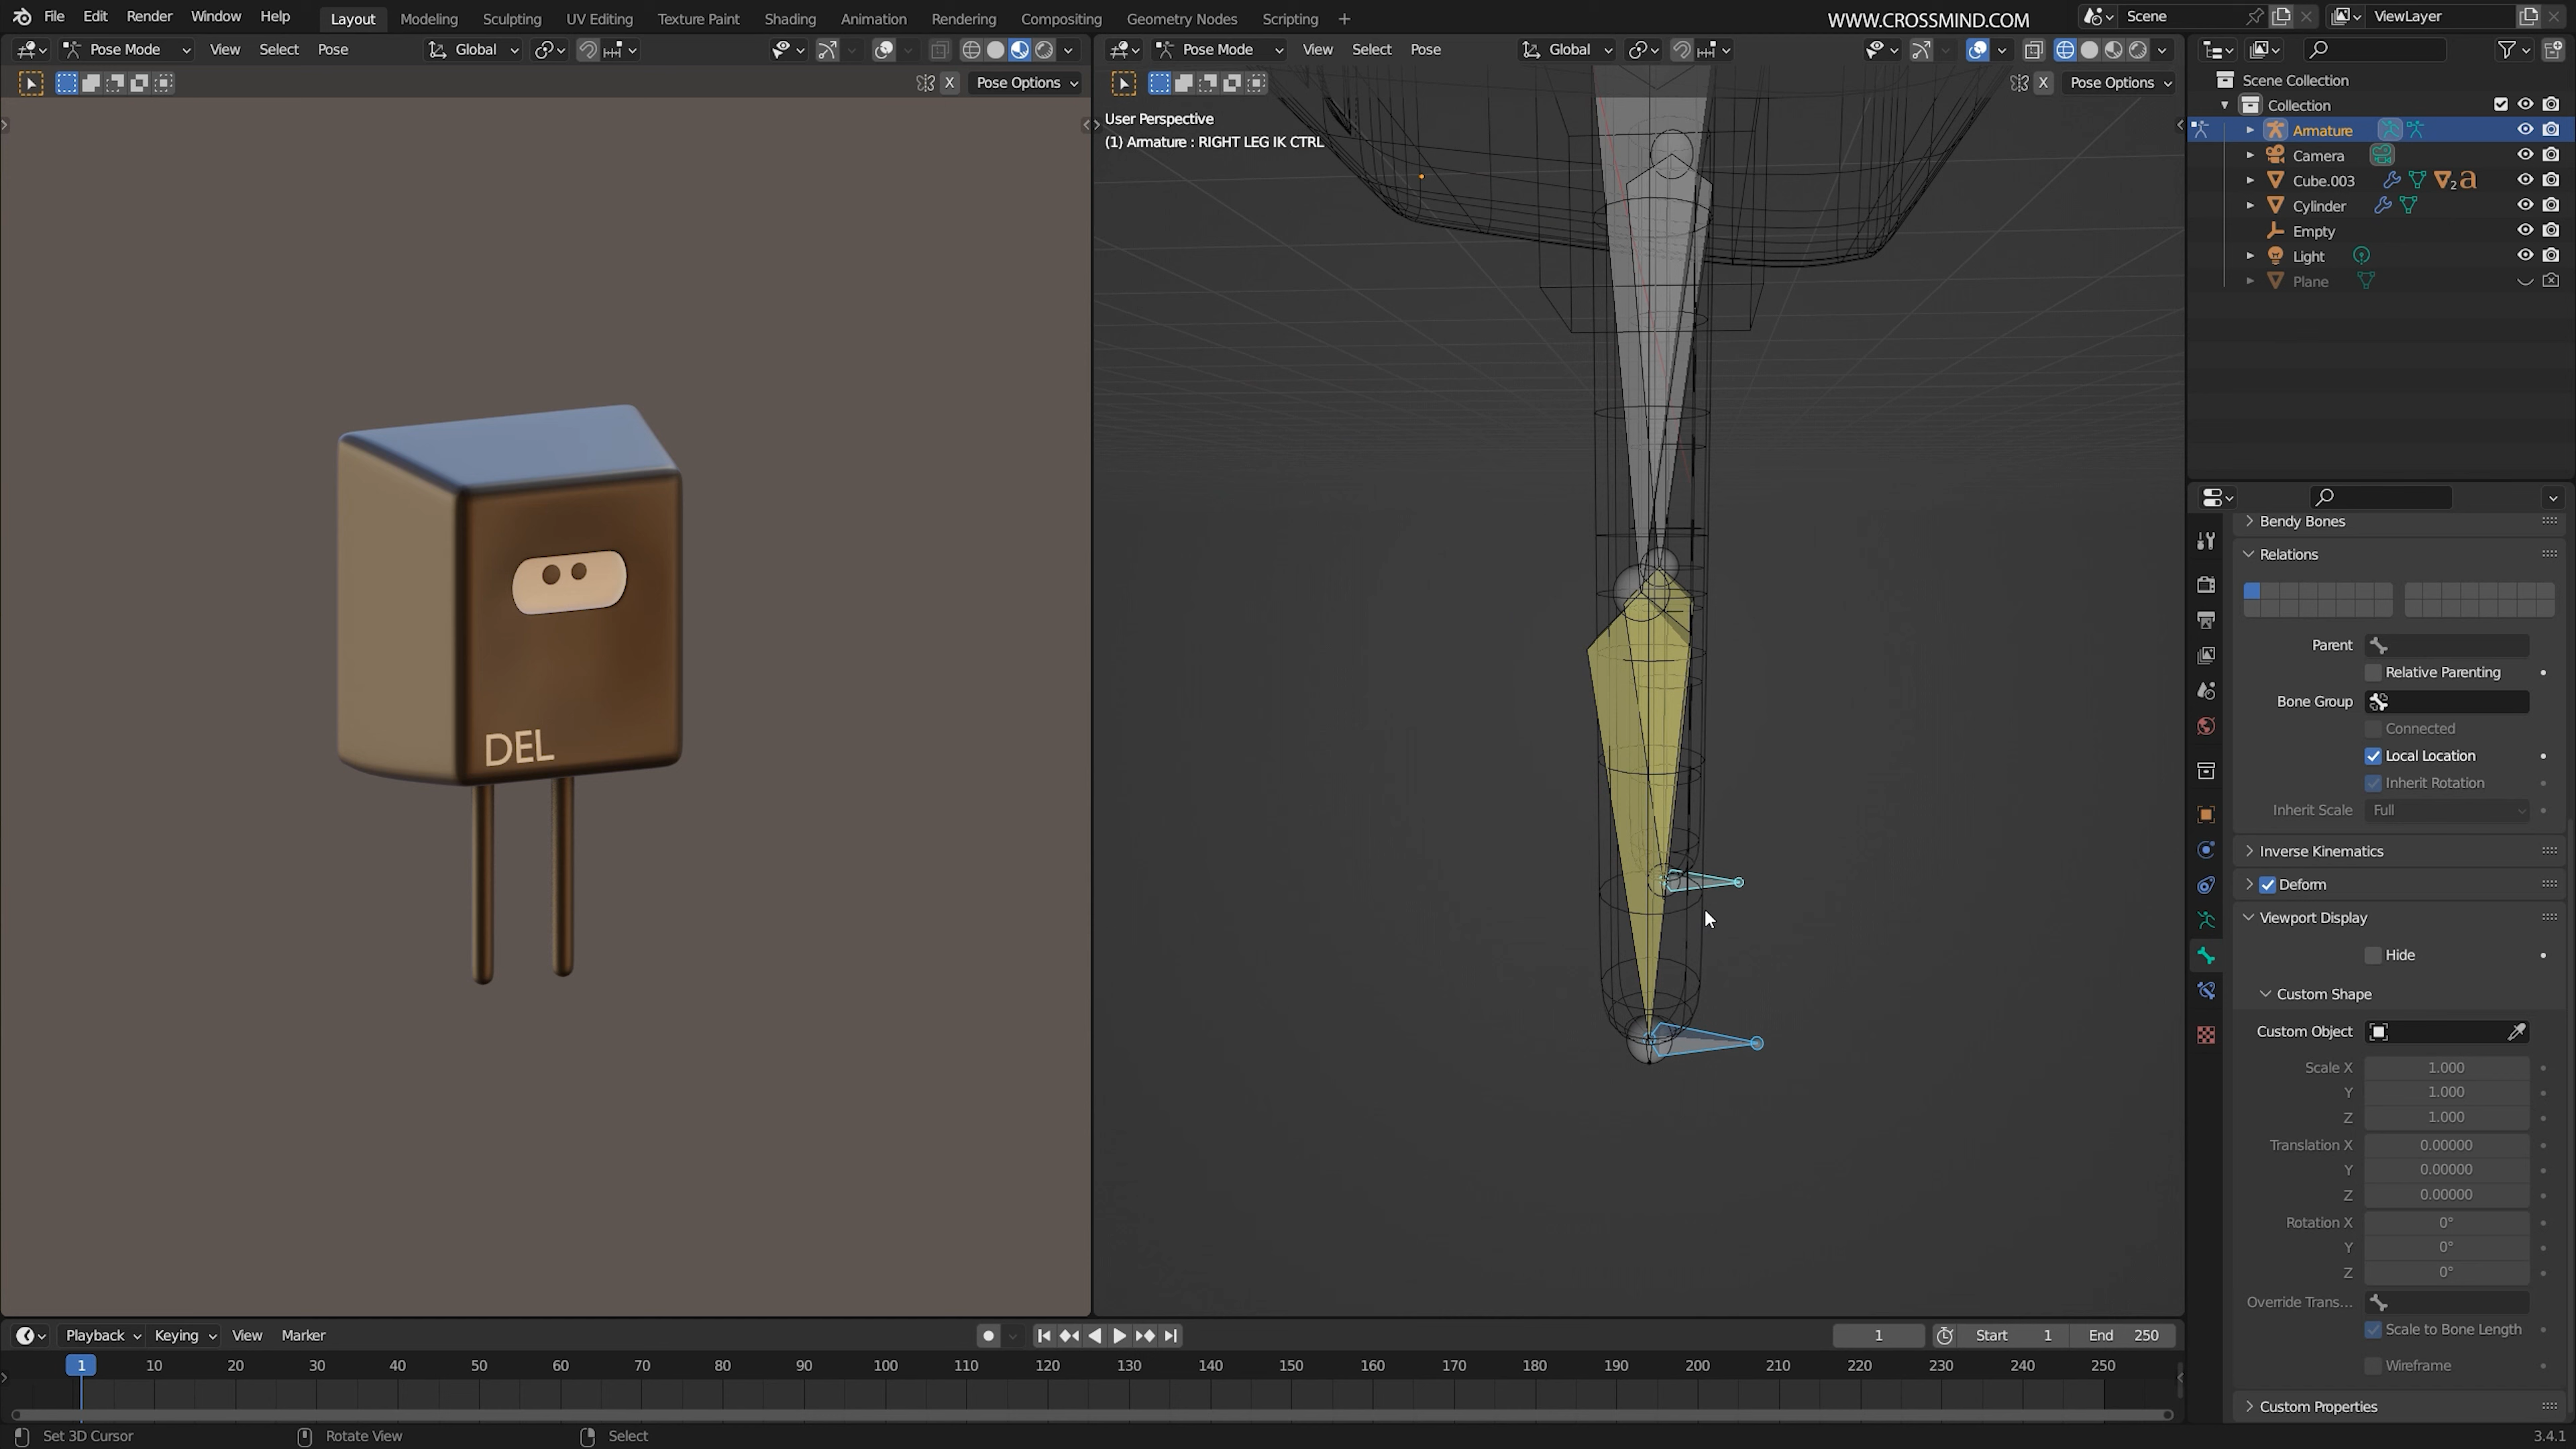 File Edit Render Window Help Layout Modeling Sculpting UV Editing Texture Paint Shading Animation Rendering Compositing Geometry Nodes Scripting + WWW.CROSSMIND.COM Scene ViewLayer
Pose Mode View Select Pose Global Pose Mode View Select Pose Global
X Pose Options X Pose Options
Scene Collection
Collection
Armature
Camera
Cube.003 2 a
Cylinder
Empty
Light
Plane
User Perspective
(1) Armature : RIGHT LEG IK CTRL
DEL
Bendy Bones
Relations
Parent
Relative Parenting
Bone Group
Connected
Local Location
Inherit Rotation
Inherit Scale Full
Inverse Kinematics
Deform
Viewport Display
Hide
Custom Shape
Custom Object
Scale X 1.000
Y 1.000
Z 1.000
Translation X 0.00000
Y 0.00000
Z 0.00000
Rotation X 0°
Y 0°
Z 0°
Override Trans...
Scale to Bone Length
Wireframe
Custom Properties
Playback Keying View Marker 1 Start 1 End 250
1 10 20 30 40 50 60 70 80 90 100 110 120 130 140 150 160 170 180 190 200 210 220 230 240 250
Set 3D Cursor Rotate View Select 3.4.1